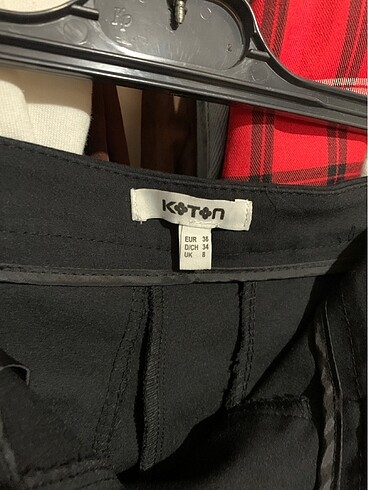 KOTON
EUR 36
D/CH 34
UK 8